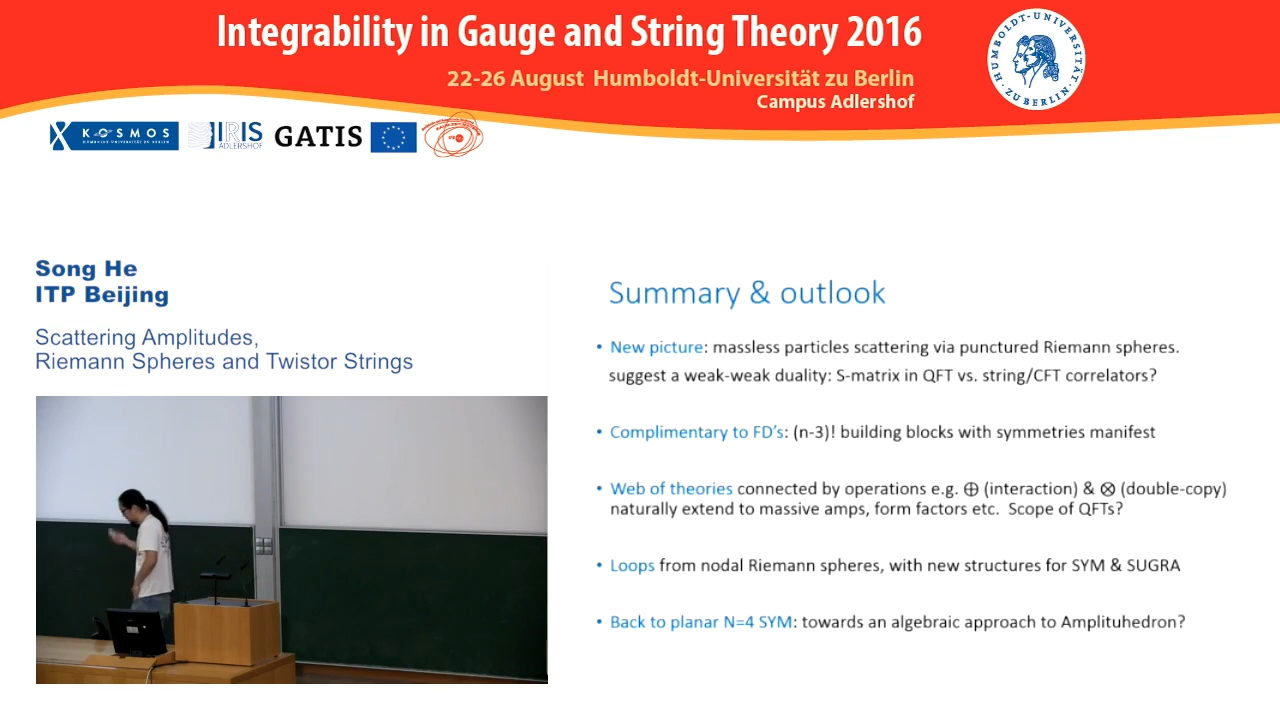 Integrability in Gauge and String Theory 2016
22-26 August Humboldt-Universität zu Berlin
Campus Adlershof
HUMBOLDT-UNIVERSITÄT ZU BERLIN
KOSMOS
HUMBOLDT-UNIVERSITÄT ZU BERLIN
IRIS
ADLERSHOF
GATIS
Song He
ITP Beijing
Scattering Amplitudes,
Riemann Spheres and Twistor Strings
Summary & outlook
• New picture: massless particles scattering via punctured Riemann spheres.
suggest a weak-weak duality: S-matrix in QFT vs. string/CFT correlators?
• Complimentary to FD's: (n-3)! building blocks with symmetries manifest
• Web of theories connected by operations e.g. ⊕ (interaction) & ⊗ (double-copy)
naturally extend to massive amps, form factors etc. Scope of QFTs?
• Loops from nodal Riemann spheres, with new structures for SYM & SUGRA
• Back to planar N=4 SYM: towards an algebraic approach to Amplituhedron?